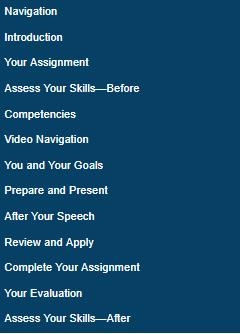 Navigation
Introduction
Your Assignment
Assess Your Skills—Before
Competencies
Video Navigation
You and Your Goals
Prepare and Present
After Your Speech
Review and Apply
Complete Your Assignment
Your Evaluation
Assess Your Skills—After